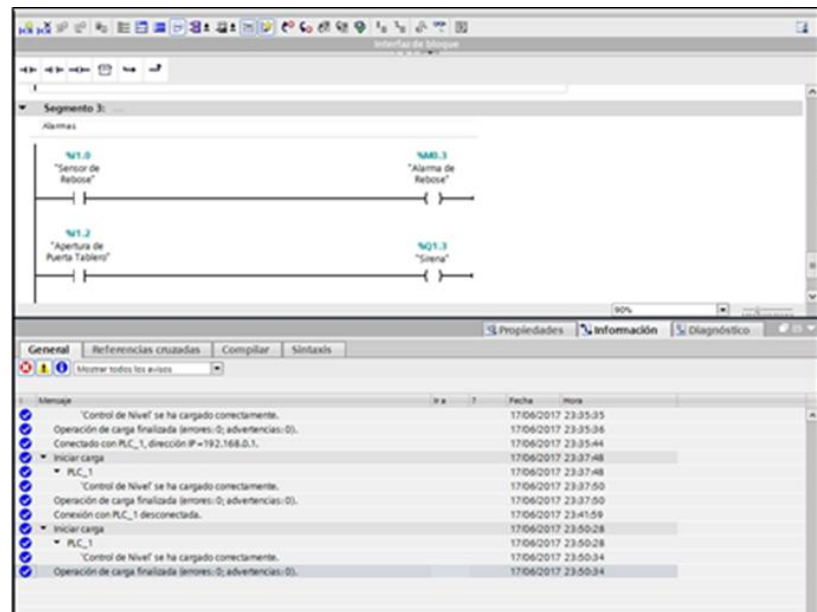 Interfaz de bloque
Segmento 3: ....
Alarmas
%I1.0
"Sensor de
Rebose"
%M0.3
"Alarma de
Rebose"
%I1.2
"Apertura de
Puerta Tablero"
%Q1.3
"Sirena"
90%
Propiedades Información Diagnóstico
General Referencias cruzadas Compilar Sintaxis
Mostrar todos los avisos
! Mensaje Ir a ? Fecha Hora
'Control de Nivel' se ha cargado correctamente. 17/06/2017 23:35:35
Operación de carga finalizada (errores: 0; advertencias: 0). 17/06/2017 23:35:36
Conectado con PLC_1, dirección IP=192.168.0.1. 17/06/2017 23:35:44
Iniciar carga 17/06/2017 23:37:48
PLC_1 17/06/2017 23:37:48
'Control de Nivel' se ha cargado correctamente. 17/06/2017 23:37:50
Operación de carga finalizada (errores: 0; advertencias: 0). 17/06/2017 23:37:50
Conexión con PLC_1 desconectada. 17/06/2017 23:41:59
Iniciar carga 17/06/2017 23:50:28
PLC_1 17/06/2017 23:50:28
'Control de Nivel' se ha cargado correctamente. 17/06/2017 23:50:34
Operación de carga finalizada (errores: 0; advertencias: 0). 17/06/2017 23:50:34